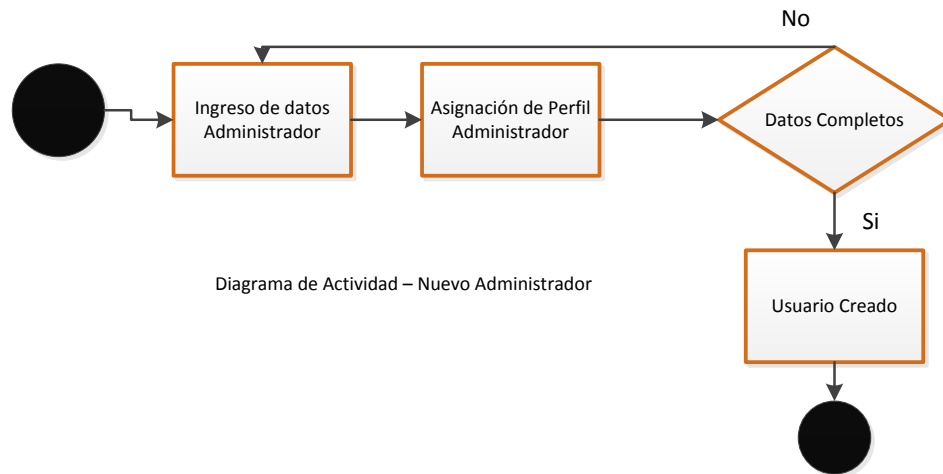 No
Ingreso de datos
Administrador
Asignación de Perfil
Administrador
Datos Completos
Si
Diagrama de Actividad – Nuevo Administrador
Usuario Creado